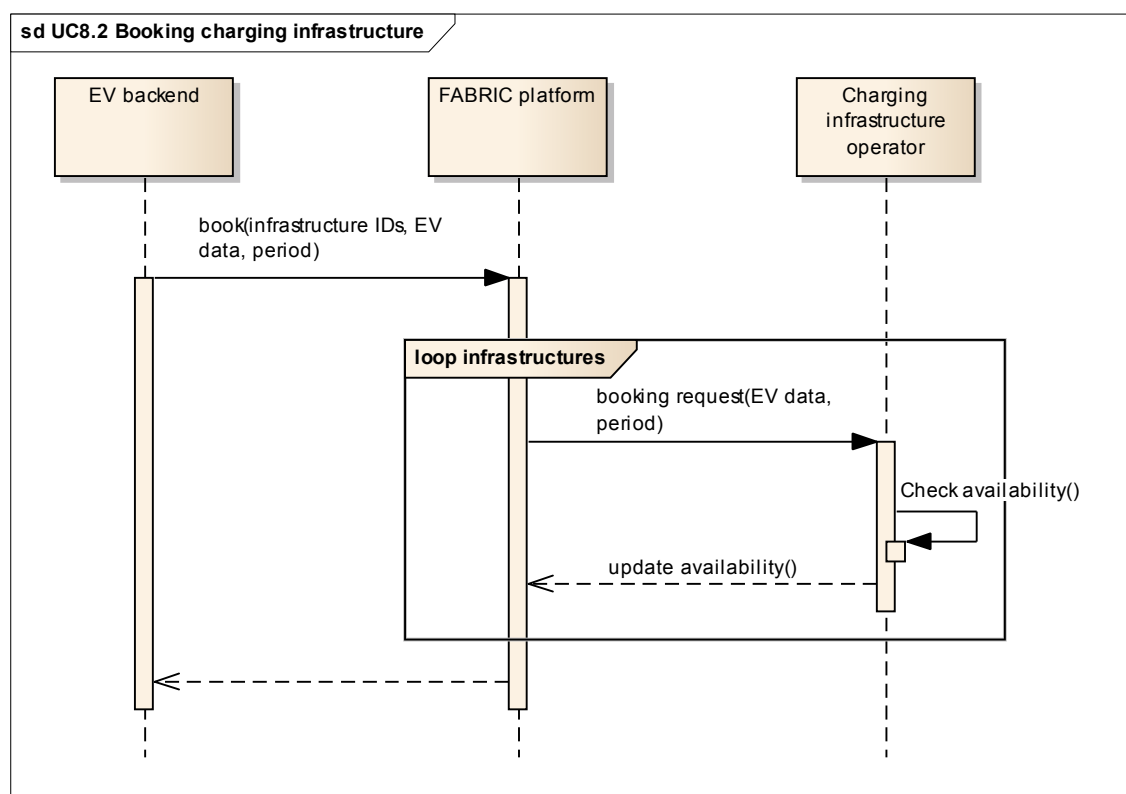 sd UC8.2 Booking charging infrastructure
EV backend
FABRIC platform
Charging
infrastructure
operator
book(infrastructure IDs, EV
data, period)
loop infrastructures
booking request(EV data,
period)
Check availability()
update availability()